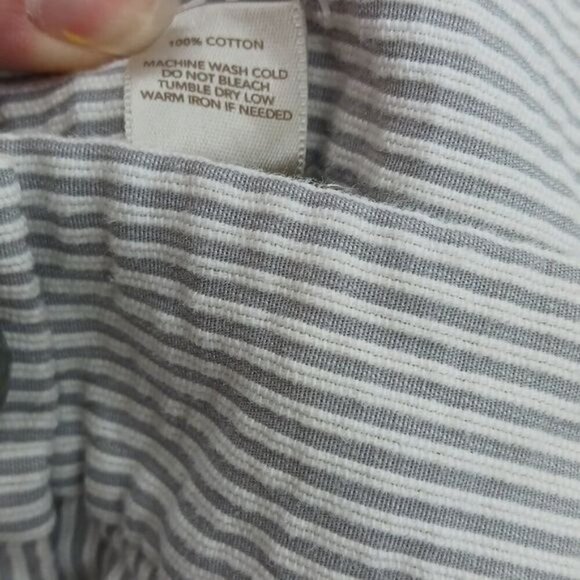 100% COTTON
MACHINE WASH COLD
DO NOT BLEACH
TUMBLE DRY LOW
WARM IRON IF NEEDED